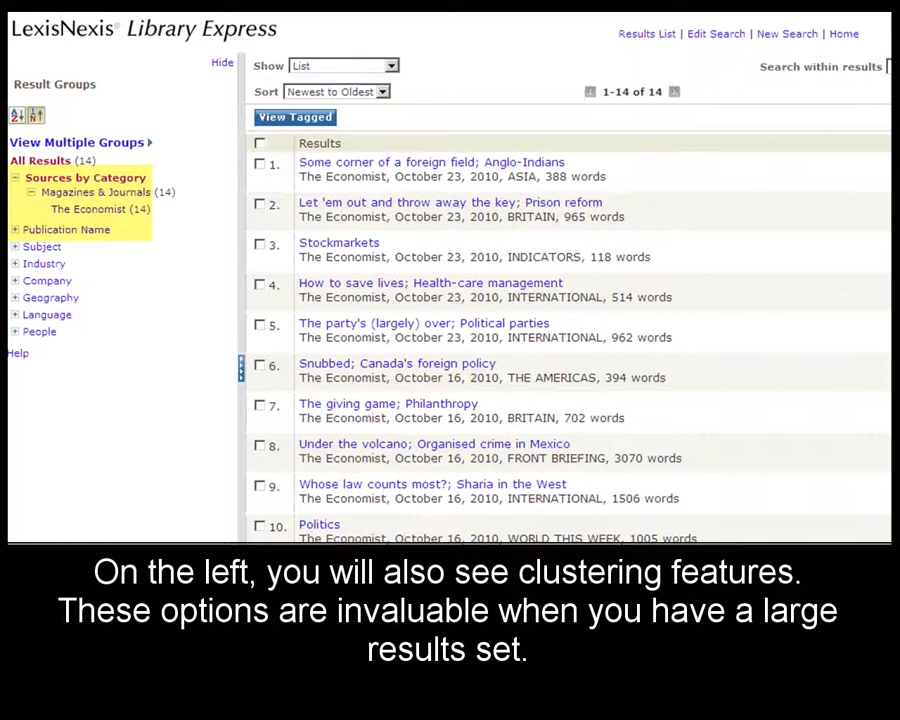 LexisNexis® Library Express
Results List | Edit Search | New Search | Home
Hide
Result Groups
View Multiple Groups
All Results (14)
Sources by Category
Magazines & Journals (14)
The Economist (14)
Publication Name
Subject
Industry
Company
Geography
Language
People
Help
Show List
Search within results
Sort Newest to Oldest
1-14 of 14
View Tagged
Results
1. Some corner of a foreign field; Anglo-Indians
The Economist, October 23, 2010, ASIA, 388 words
2. Let 'em out and throw away the key; Prison reform
The Economist, October 23, 2010, BRITAIN, 965 words
3. Stockmarkets
The Economist, October 23, 2010, INDICATORS, 118 words
4. How to save lives; Health-care management
The Economist, October 23, 2010, INTERNATIONAL, 514 words
5. The party's (largely) over; Political parties
The Economist, October 23, 2010, INTERNATIONAL, 962 words
6. Snubbed; Canada's foreign policy
The Economist, October 16, 2010, THE AMERICAS, 394 words
7. The giving game; Philanthropy
The Economist, October 16, 2010, BRITAIN, 702 words
8. Under the volcano; Organised crime in Mexico
The Economist, October 16, 2010, FRONT BRIEFING, 3070 words
9. Whose law counts most?; Sharia in the West
The Economist, October 16, 2010, INTERNATIONAL, 1506 words
10. Politics
The Economist, October 16, 2010, WORLD THIS WEEK, 1005 words
On the left, you will also see clustering features.
These options are invaluable when you have a large
results set.